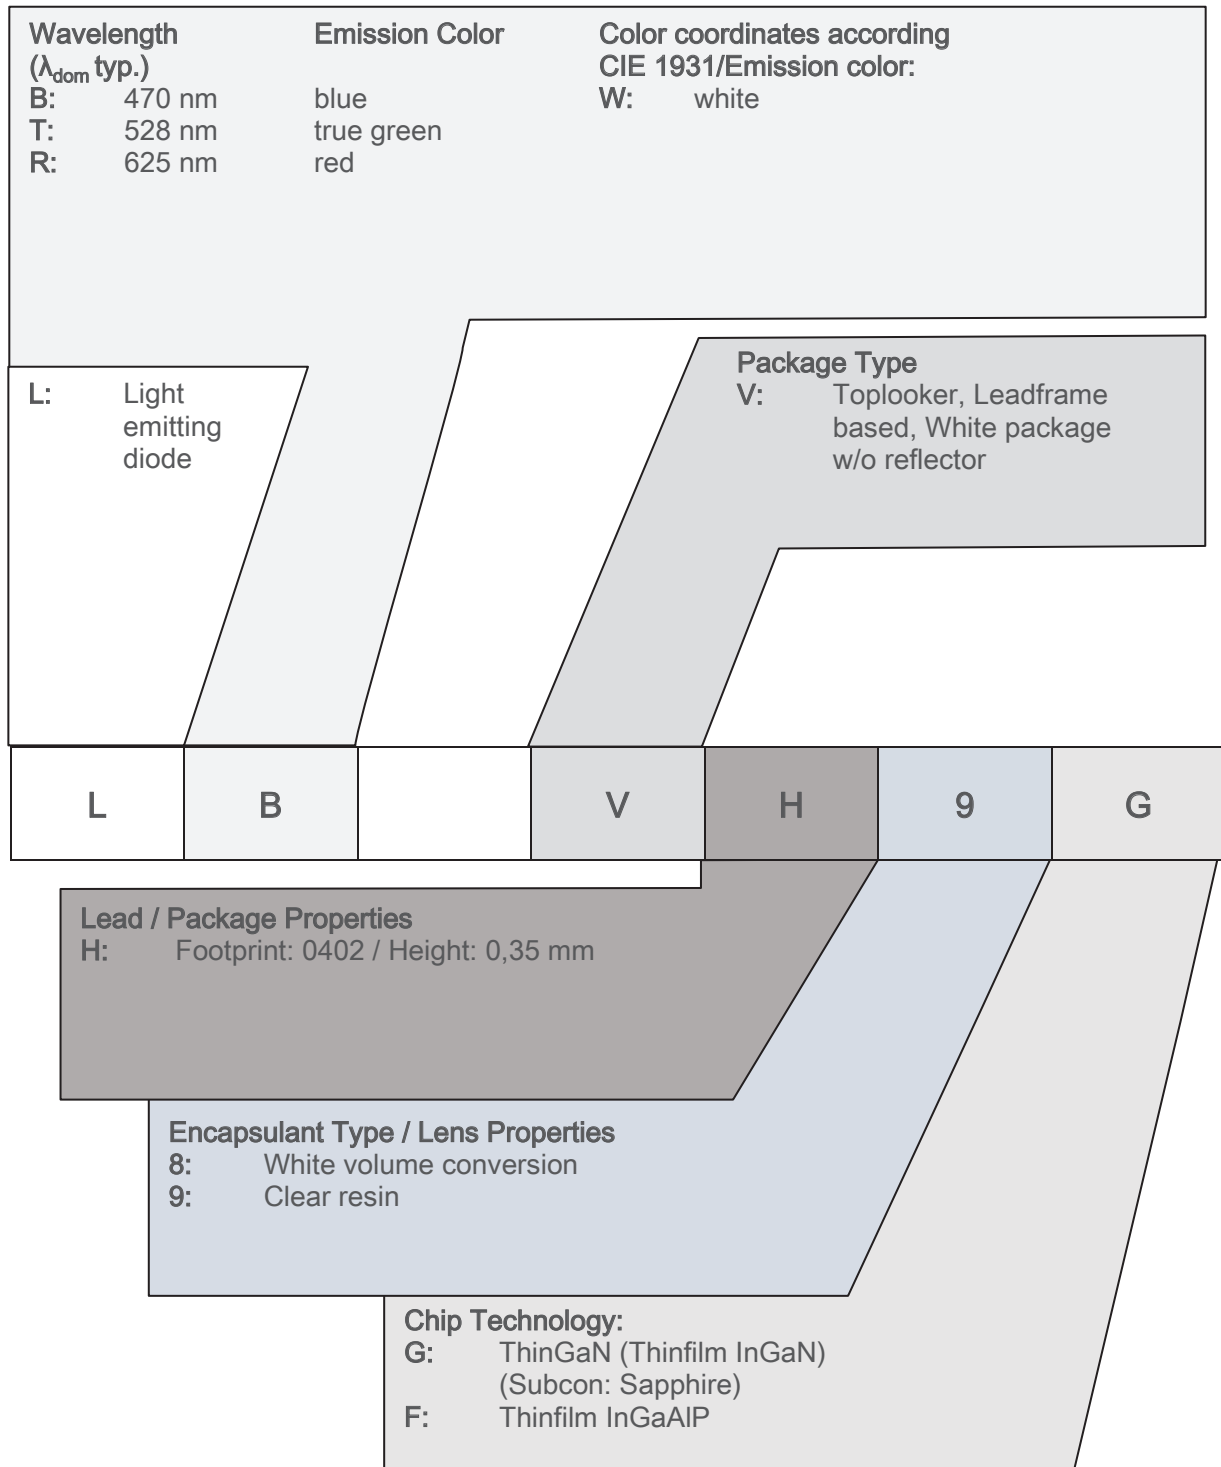 Wavelength Emission Color Color coordinates according
(λdom typ.) CIE 1931/Emission color:
B: 470 nm blue W: white
T: 528 nm true green
R: 625 nm red
Package Type
L: Light V: Toplooker, Leadframe
emitting based, White package
diode w/o reflector
L B V H 9 G
Lead / Package Properties
H: Footprint: 0402 / Height: 0,35 mm
Encapsulant Type / Lens Properties
8: White volume conversion
9: Clear resin
Chip Technology:
G: ThinGaN (Thinfilm InGaN)
(Subcon: Sapphire)
F: Thinfilm InGaAlP